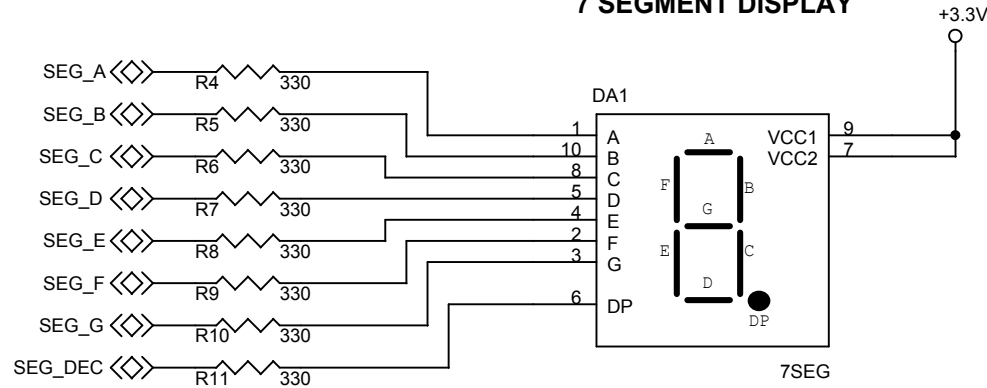 7 SEGMENT DISPLAY
+3.3V
SEG_A
R4
330
SEG_B
R5
330
SEG_C
R6
330
SEG_D
R7
330
SEG_E
R8
330
SEG_F
R9
330
SEG_G
R10
330
SEG_DEC
R11
330
DA1
1 A
10 B
8 C
5 D
4 E
2 F
3 G
6 DP
VCC1 9
VCC2 7
A
F
B
G
E
C
D
DP
7SEG